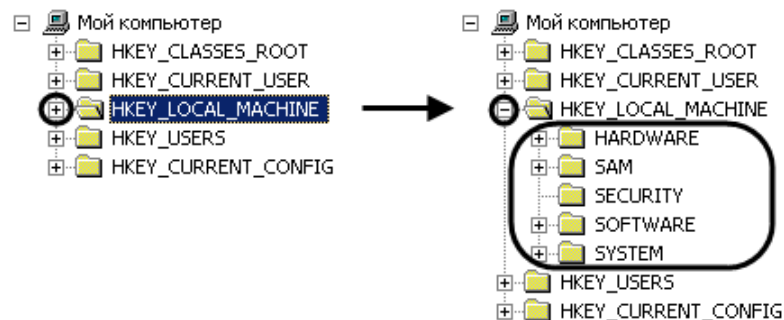 Мой компьютер
HKEY_CLASSES_ROOT
HKEY_CURRENT_USER
HKEY_LOCAL_MACHINE
HKEY_USERS
HKEY_CURRENT_CONFIG
Мой компьютер
HKEY_CLASSES_ROOT
HKEY_CURRENT_USER
HKEY_LOCAL_MACHINE
HARDWARE
SAM
SECURITY
SOFTWARE
SYSTEM
HKEY_USERS
HKEY_CURRENT_CONFIG